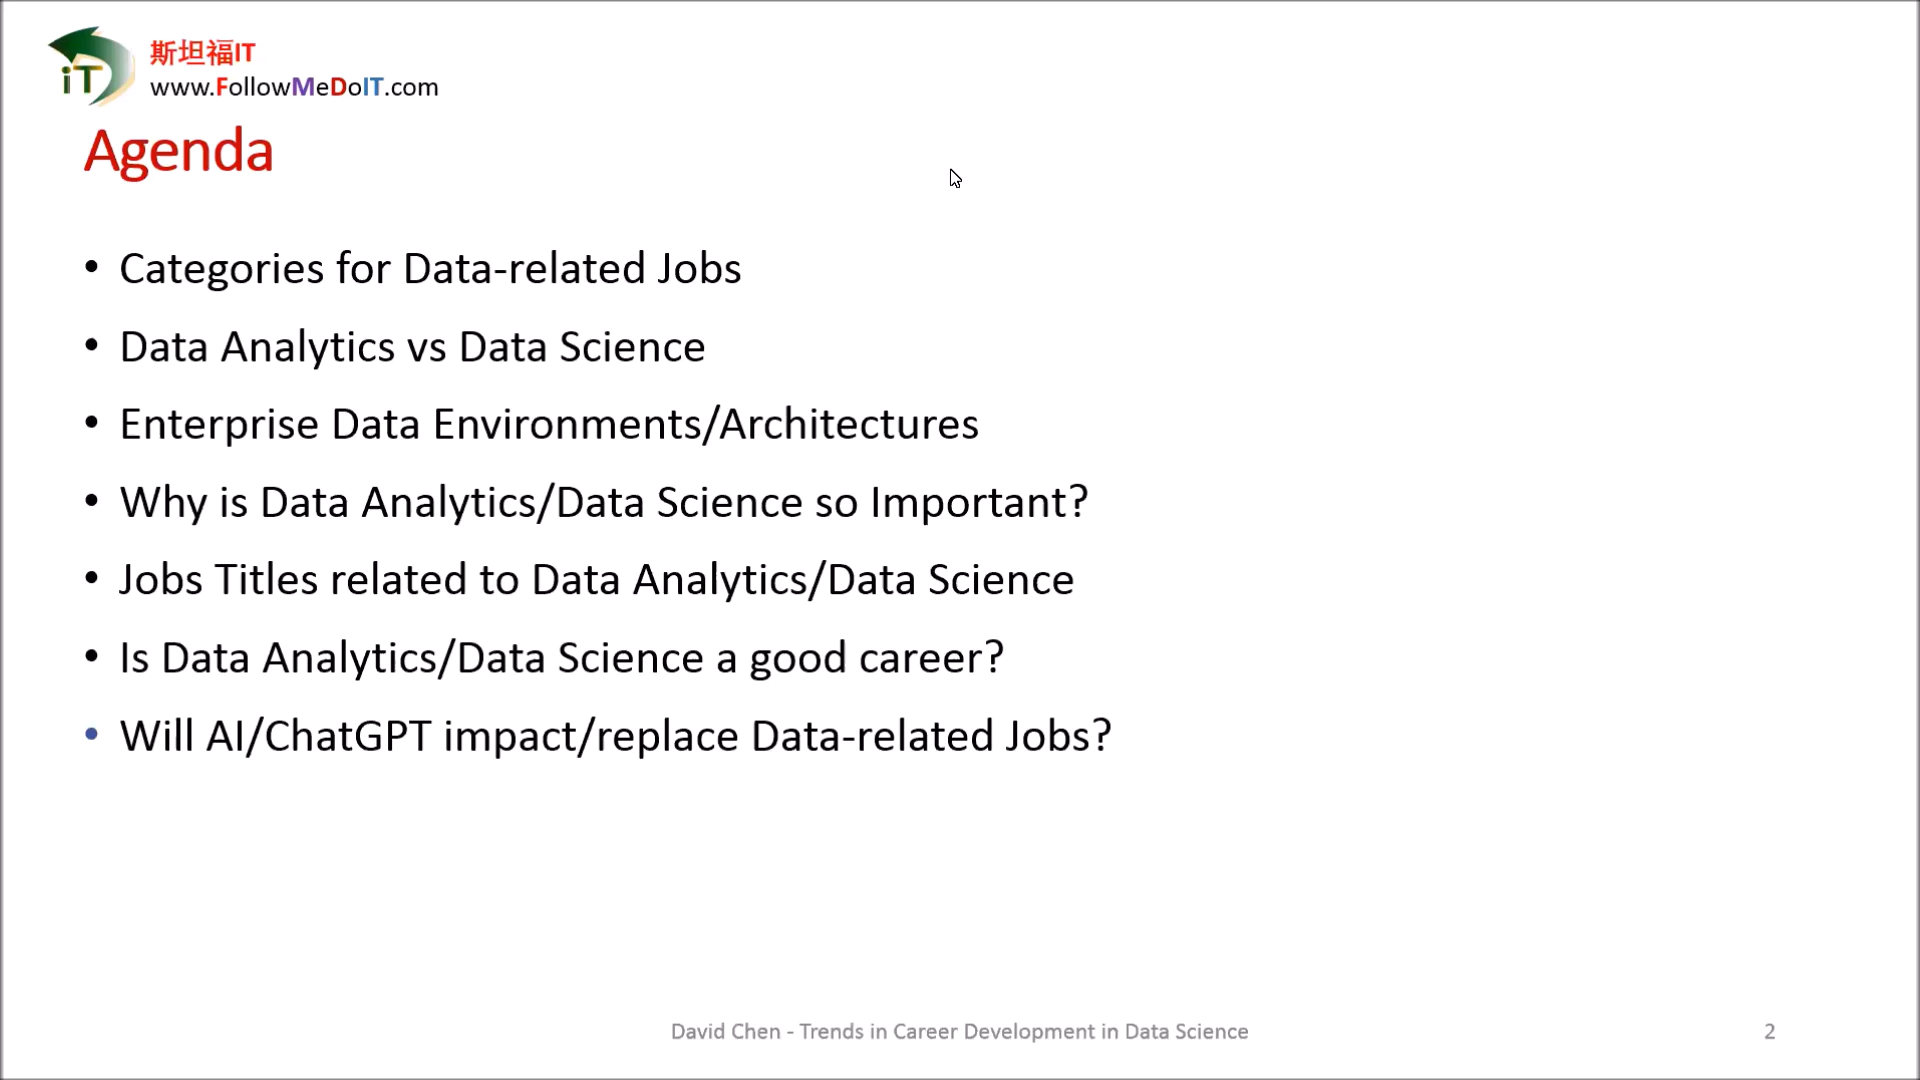 iT
斯坦福IT
www.FollowMeDoIT.com
Agenda
• Categories for Data-related Jobs
• Data Analytics vs Data Science
• Enterprise Data Environments/Architectures
• Why is Data Analytics/Data Science so Important?
• Jobs Titles related to Data Analytics/Data Science
• Is Data Analytics/Data Science a good career?
• Will AI/ChatGPT impact/replace Data-related Jobs?
David Chen - Trends in Career Development in Data Science
2